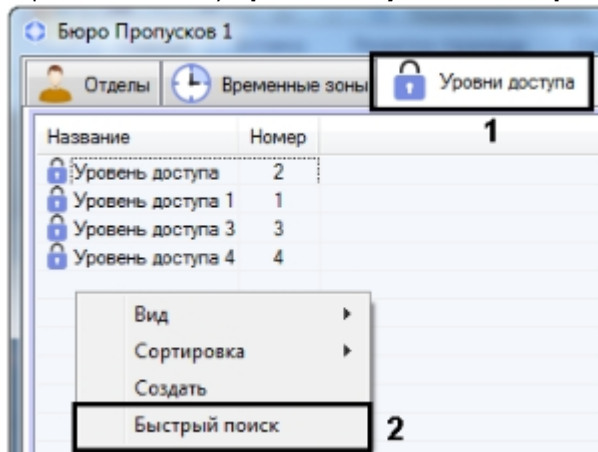 Бюро Пропусков 1
Отделы Временные зоны Уровни доступа
1
Название Номер
Уровень доступа 2
Уровень доступа 1 1
Уровень доступа 3 3
Уровень доступа 4 4
Вид
Сортировка
Создать
Быстрый поиск 2